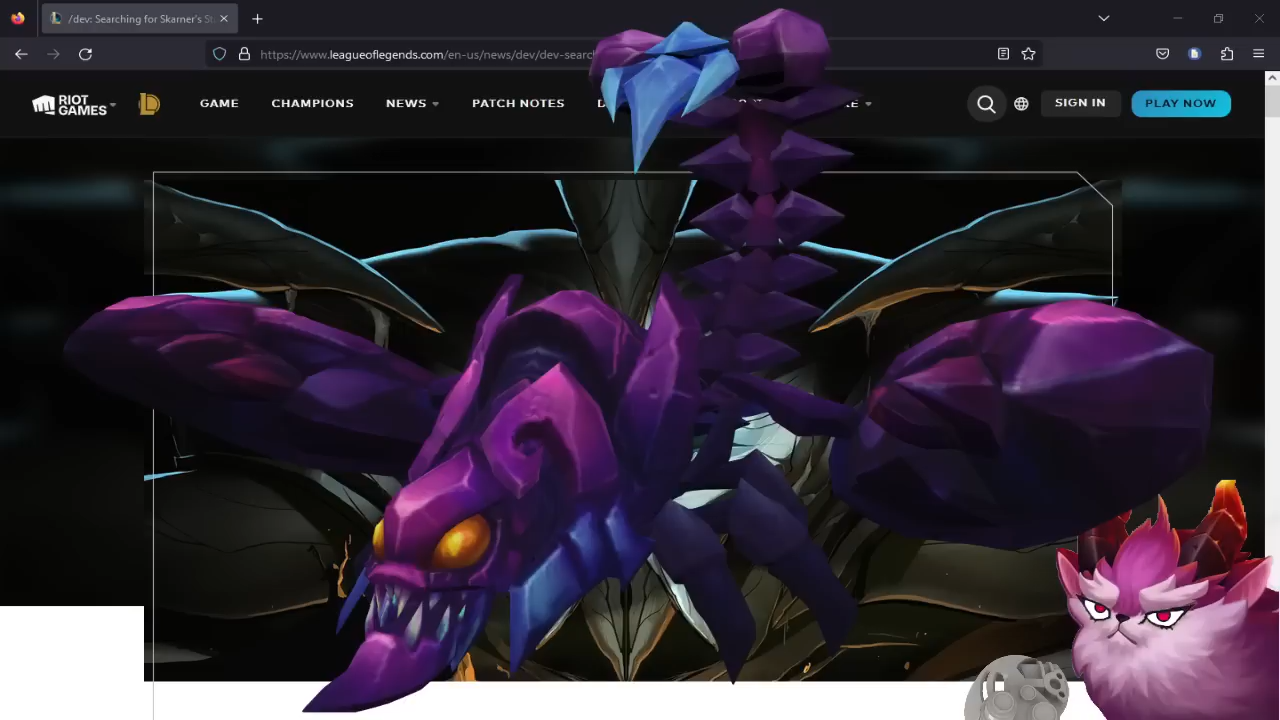 /dev: Searching for Skarner's St
https://www.leagueoflegends.com/en-us/news/dev/dev-searc
RIOT GAMES
GAME CHAMPIONS NEWS PATCH NOTES D
SIGN IN PLAY NOW